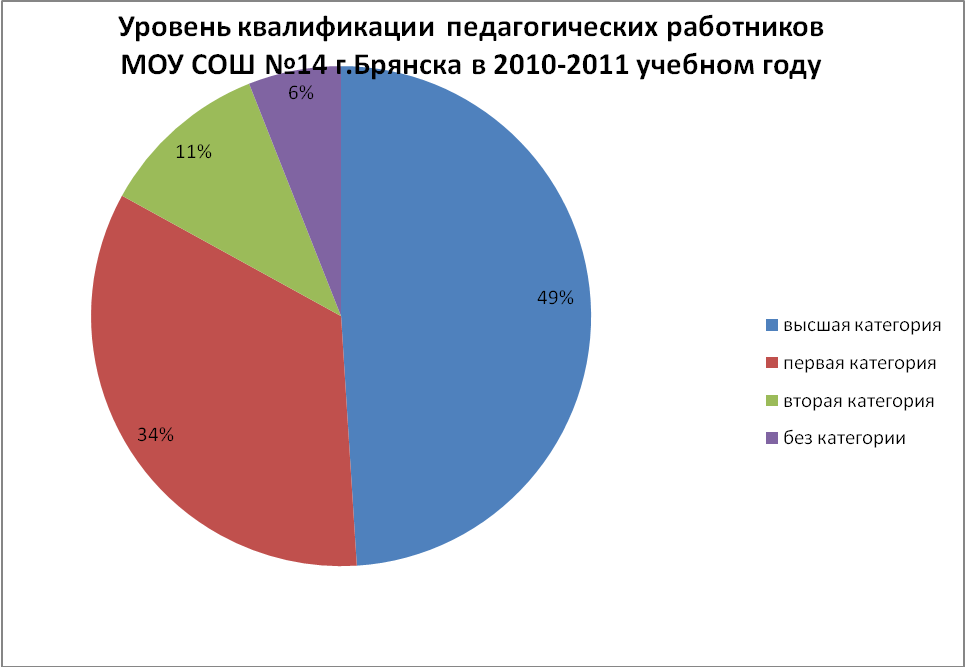 Уровень квалификации педагогических работников
МОУ СОШ №14 г.Брянска в 2010-2011 учебном году
6%
11%
49%
34%
высшая категория
первая категория
вторая категория
без категории